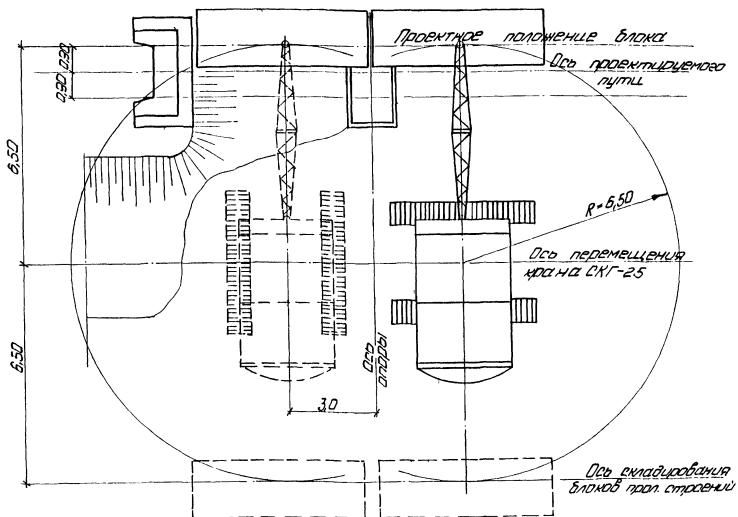 Проектное положение блока
Ось проектируемого
пути
0,90
0,90
6,50
R=6,50
Ось перемещения
крана СКГ-25
6,50
Ось
опоры
3,0
Ось складирования
блоков прол. строений